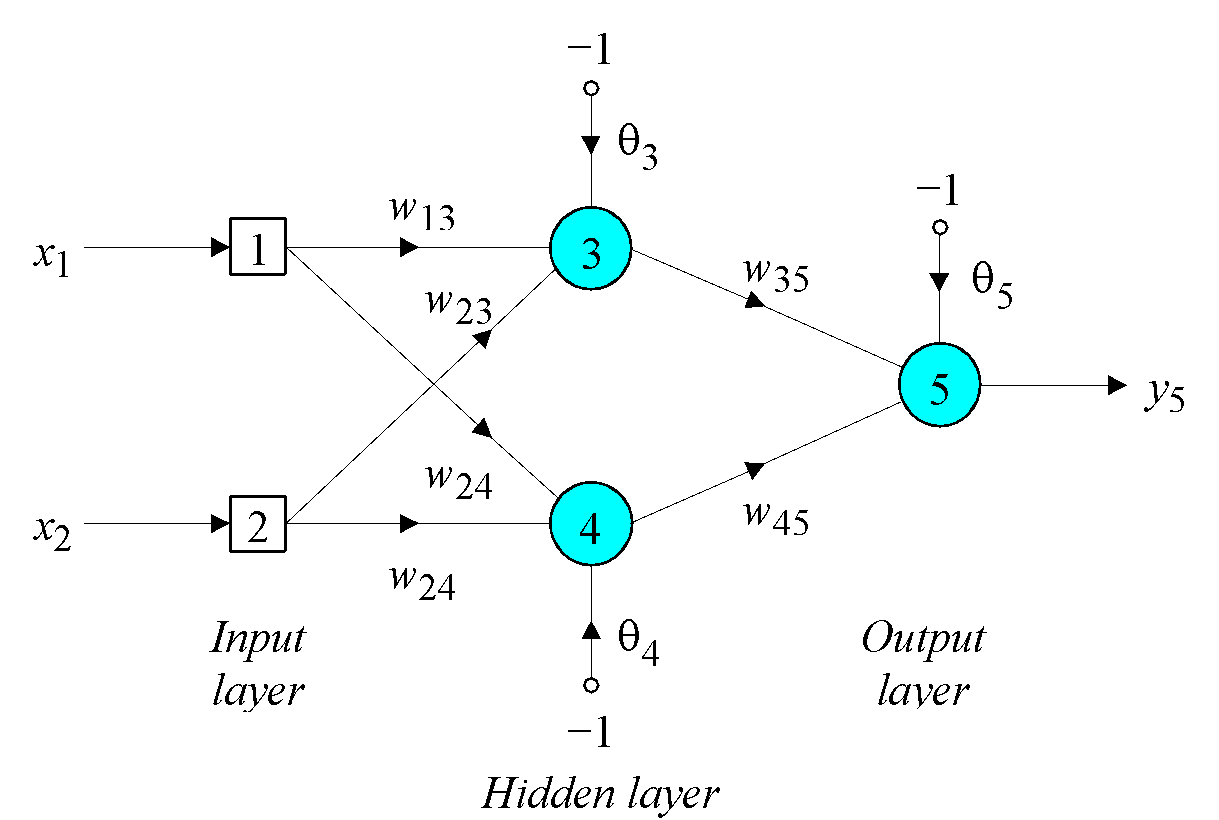 −1
θ3
−1
w13
x1
1
3
w35
θ5
w23
5
y5
w24
x2
2
4
w45
w24
θ4
Input
layer
Output
layer
−1
Hidden layer